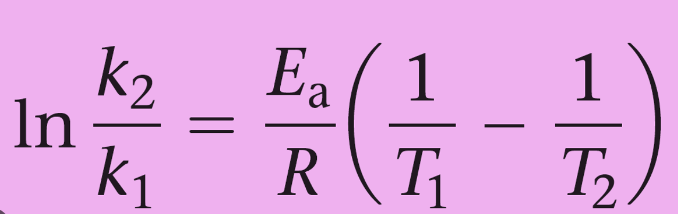 ln k₂/k₁ = Eₐ/R (1/T₁ − 1/T₂)